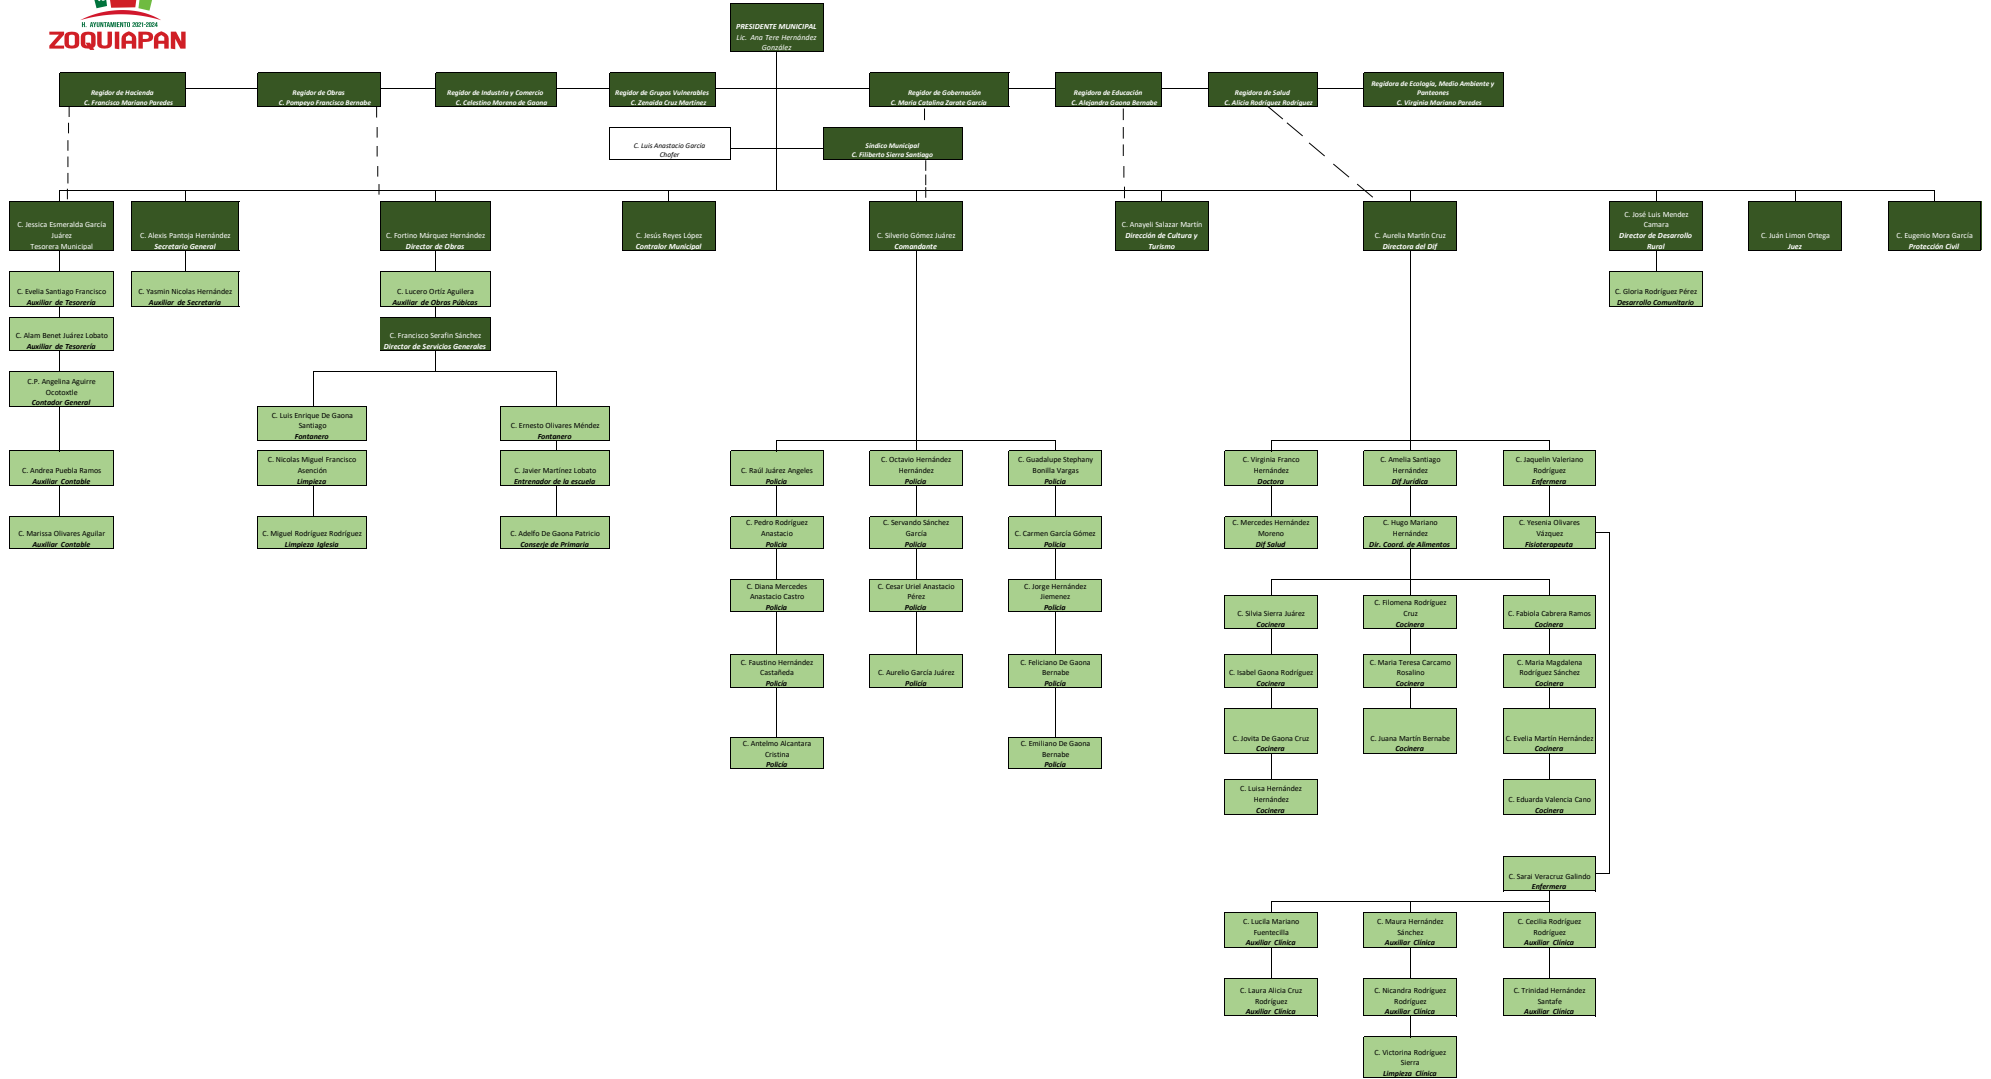 H. AYUNTAMIENTO 2021-2024
ZOQUIAPAN
PRESIDENTE MUNICIPAL
Lic. Ana Tere Hernández
González
Regidor de Hacienda
C. Francisco Mariano Paredes
Regidor de Obras
C. Pompeyo Francisco Bernabe
Regidor de Industria y Comercio
C. Celestino Moreno de Gaona
Regidor de Grupos Vulnerables
C. Zenaida Cruz Martínez
Regidor de Gobernación
C. Maria Catalina Zarate García
Regidora de Educación
C. Alejandra Gaona Bernabe
Regidora de Salud
C. Alicia Rodríguez Rodríguez
Regidora de Ecología, Medio Ambiente y
Panteones
C. Virginia Mariano Paredes
C. Luis Anastacio García
Chofer
Síndico Municipal
C. Filiberto Sierra Santiago
C. Jessica Esmeralda García
Juárez
Tesorera Municipal
C. Alexis Pantoja Hernández
Secretario General
C. Fortino Márquez Hernández
Director de Obras
C. Jesús Reyes López
Contralor Municipal
C. Silverio Gómez Juárez
Comandante
C. Anayeli Salazar Martín
Dirección de Cultura y
Turismo
C. Aurelia Martín Cruz
Directora del Dif
C. José Luis Mendez
Camara
Director de Desarrollo
Rural
C. Juán Limon Ortega
Juez
C. Eugenio Mora García
Protección Civil
C. Evelia Santiago Francisco
Auxiliar de Tesorería
C. Yasmin Nicolas Hernández
Auxiliar de Secretaria
C. Lucero Ortíz Aguilera
Auxiliar de Obras Púbicas
C. Gloria Rodríguez Pérez
Desarrollo Comunitario
C. Alam Benet Juárez Lobato
Auxiliar de Tesorería
C. Francisco Serafin Sánchez
Director de Servicios Generales
C.P. Angelina Aguirre
Ocotoxtle
Contador General
C. Luis Enrique De Gaona
Santiago
Fontanero
C. Ernesto Olivares Méndez
Fontanero
C. Andrea Puebla Ramos
Auxiliar Contable
C. Nicolas Miguel Francisco
Asención
Limpieza
C. Javier Martínez Lobato
Entrenador de la escuela
C. Raúl Juárez Angeles
Policía
C. Octavio Hernández
Hernández
Policía
C. Guadalupe Stephany
Bonilla Vargas
Policía
C. Virginia Franco
Hernández
Doctora
C. Amelia Santiago
Hernández
Dif Jurídica
C. Jaquelin Valeriano
Rodríguez
Enfermera
C. Marissa Olivares Aguilar
Auxiliar Contable
C. Miguel Rodríguez Rodríguez
Limpieza Iglesia
C. Adelfo De Gaona Patricio
Conserje de Primaria
C. Pedro Rodríguez
Anastacio
Policía
C. Servando Sánchez
García
Policía
C. Carmen García Gómez
Policía
C. Mercedes Hernández
Moreno
Dif Salud
C. Hugo Mariano
Hernández
Dir. Coord. de Alimentos
C. Yesenia Olivares
Vázquez
Fisioterapeuta
C. Diana Mercedes
Anastacio Castro
Policía
C. Cesar Uriel Anastacio
Pérez
Policía
C. Jorge Hernández
Jiemenez
Policía
C. Silvia Sierra Juárez
Cocinera
C. Filomena Rodríguez
Cruz
Cocinera
C. Fabiola Cabrera Ramos
Cocinera
C. Faustino Hernández
Castañeda
Policía
C. Aurelio García Juárez
Policía
C. Feliciano De Gaona
Bernabe
Policía
C. Isabel Gaona Rodríguez
Cocinera
C. Maria Teresa Carcamo
Rosalino
Cocinera
C. Maria Magdalena
Rodríguez Sánchez
Cocinera
C. Antelmo Alcantara
Cristina
Policía
C. Emiliano De Gaona
Bernabe
Policía
C. Jovita De Gaona Cruz
Cocinera
C. Juana Martín Bernabe
Cocinera
C. Evelia Martín Hernández
Cocinera
C. Luisa Hernández
Hernández
Cocinera
C. Eduarda Valencia Cano
Cocinera
C. Sarai Veracruz Galindo
Enfermera
C. Lucila Mariano
Fuentecilla
Auxiliar Clínica
C. Maura Hernández
Sánchez
Auxiliar Clínica
C. Cecilia Rodríguez
Rodríguez
Auxiliar Clínica
C. Laura Alicia Cruz
Rodríguez
Auxiliar Clínica
C. Nicandra Rodríguez
Rodríguez
Auxiliar Clínica
C. Trinidad Hernández
Santafe
Auxiliar Clínica
C. Victorina Rodríguez
Sierra
Limpieza Clínica